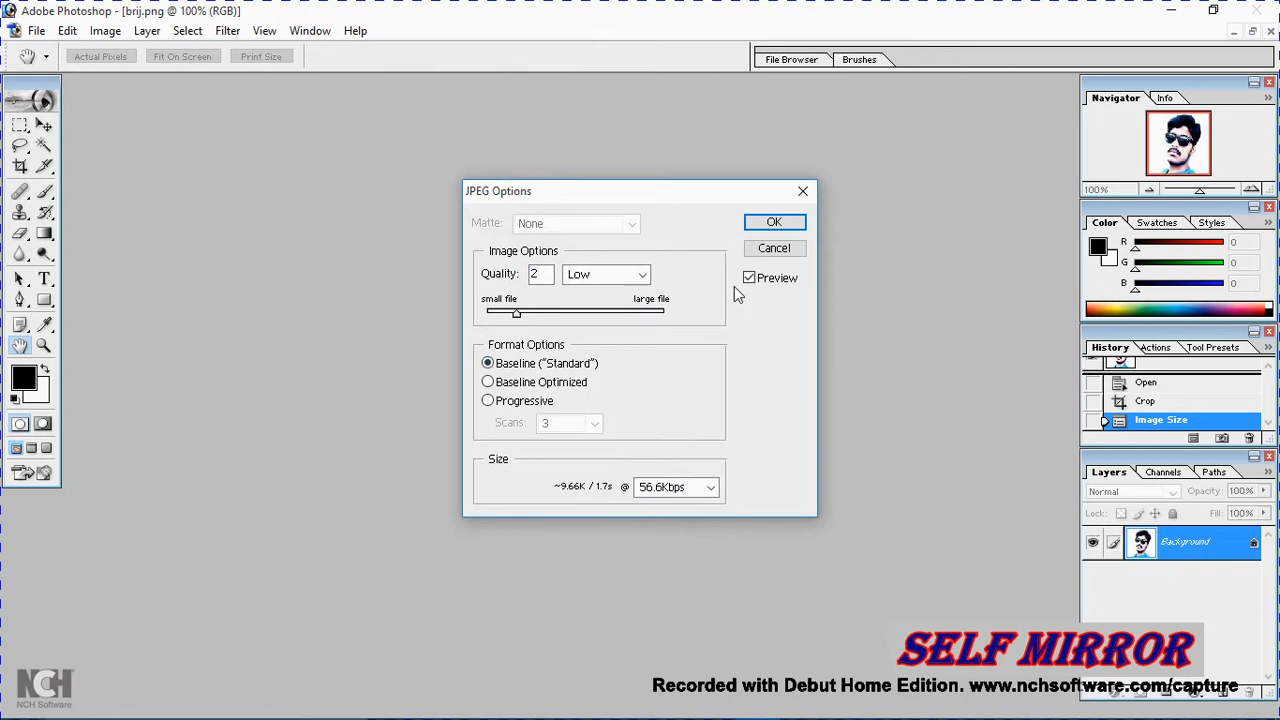 Adobe Photoshop - [brij.png @ 100% (RGB)]
File Edit Image Layer Select Filter View Window Help
Actual Pixels Fit On Screen Print Size
File Browser Brushes
Navigator Info
100%
Color Swatches Styles
R 0
G 0
B 0
History Actions Tool Presets
Open
Crop
Image Size
Layers Channels Paths
Normal Opacity: 100%
Lock: Fill: 100%
Background
JPEG Options
Matte: None
OK
Image Options
Cancel
Quality: 2 Low
Preview
small file large file
Format Options
Baseline ("Standard")
Baseline Optimized
Progressive
Scans: 3
Size
~9.66K / 1.7s @ 56.6Kbps
SELF MIRROR
Recorded with Debut Home Edition. www.nchsoftware.com/capture
NCH
NCH Software